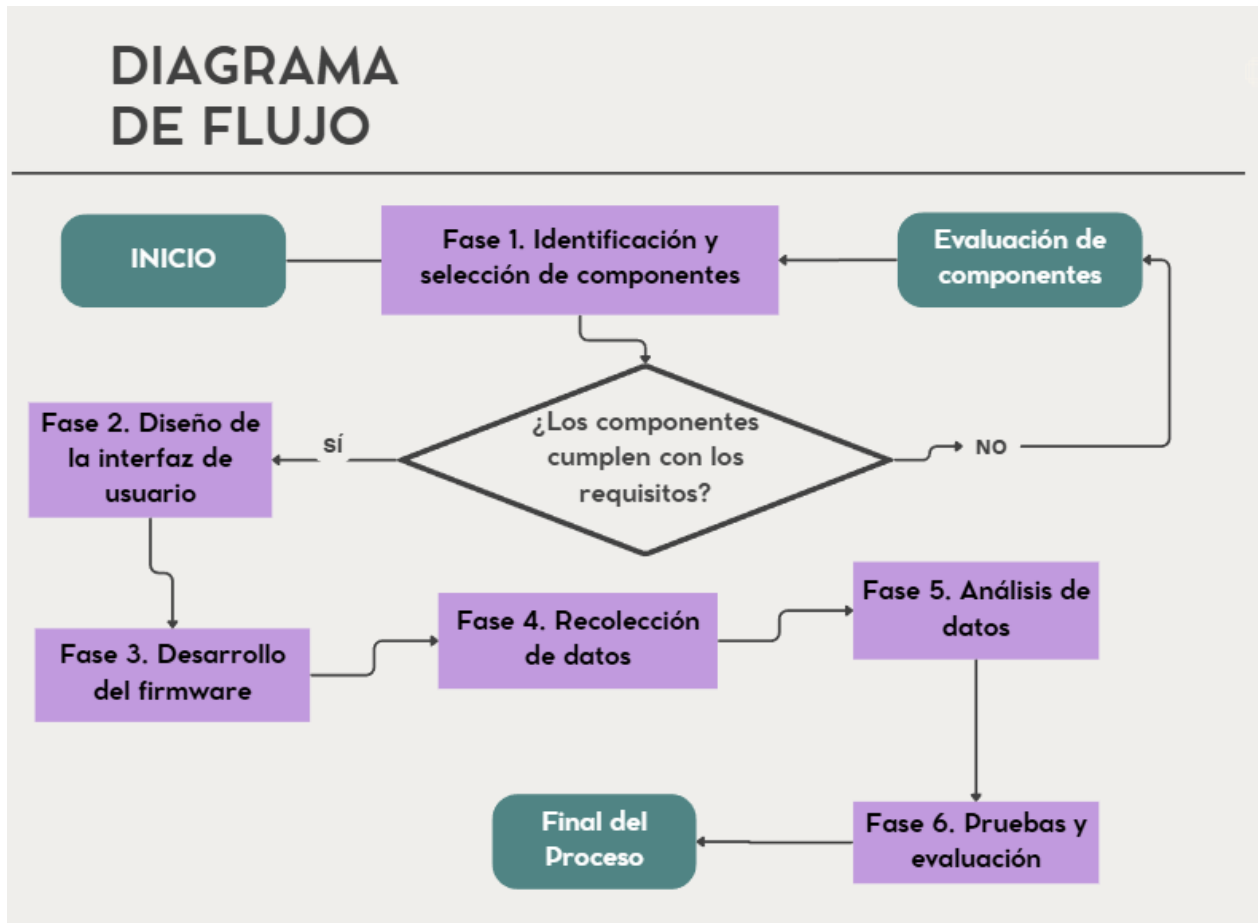 DIAGRAMA
DE FLUJO
INICIO
Fase 1. Identificación y
selección de componentes
Evaluación de
componentes
¿Los componentes
cumplen con los
requisitos?
SÍ
NO
Fase 2. Diseño de
la interfaz de
usuario
Fase 3. Desarrollo
del firmware
Fase 4. Recolección
de datos
Fase 5. Análisis de
datos
Fase 6. Pruebas y
evaluación
Final del
Proceso